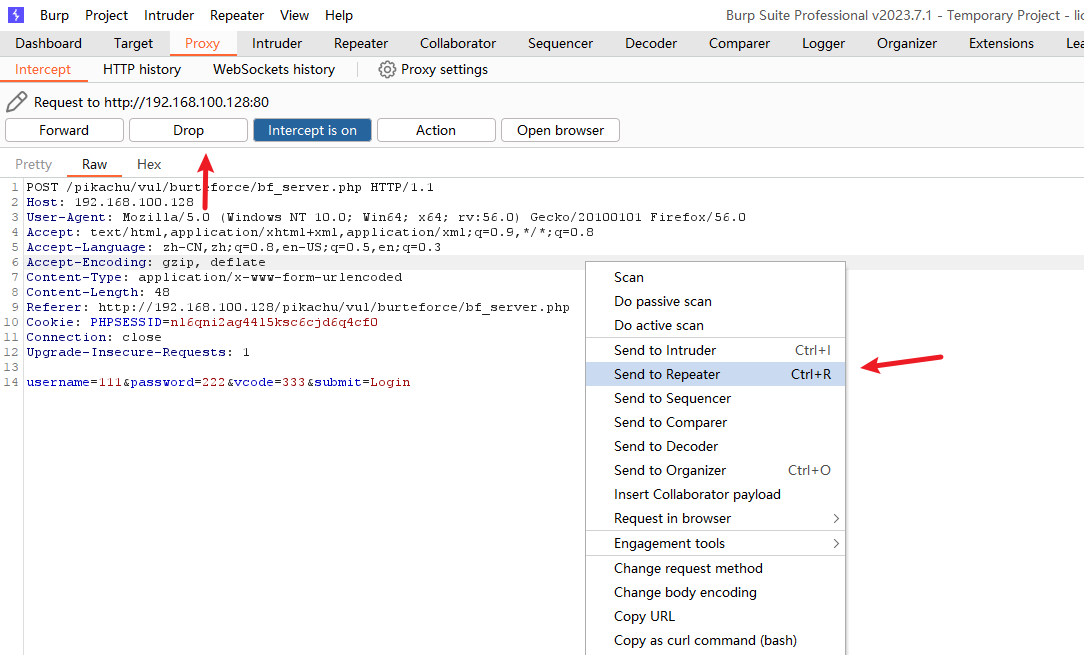 Burp Project Intruder Repeater View Help Burp Suite Professional v2023.7.1 - Temporary Project - lic
Dashboard Target Proxy Intruder Repeater Collaborator Sequencer Decoder Comparer Logger Organizer Extensions Lea
Intercept HTTP history WebSockets history Proxy settings
Request to http://192.168.100.128:80
Forward Drop Intercept is on Action Open browser
Pretty Raw Hex
1 POST /pikachu/vul/burteforce/bf_server.php HTTP/1.1
2 Host: 192.168.100.128
3 User-Agent: Mozilla/5.0 (Windows NT 10.0; Win64; x64; rv:56.0) Gecko/20100101 Firefox/56.0
4 Accept: text/html,application/xhtml+xml,application/xml;q=0.9,*/*;q=0.8
5 Accept-Language: zh-CN,zh;q=0.8,en-US;q=0.5,en;q=0.3
6 Accept-Encoding: gzip, deflate
7 Content-Type: application/x-www-form-urlencoded
8 Content-Length: 48
9 Referer: http://192.168.100.128/pikachu/vul/burteforce/bf_server.php
10 Cookie: PHPSESSID=nl6qni2ag44l5ksc6cjd6q4cf0
11 Connection: close
12 Upgrade-Insecure-Requests: 1
13
14 username=111&password=222&vcode=333&submit=Login
Scan
Do passive scan
Do active scan
Send to Intruder Ctrl+I
Send to Repeater Ctrl+R
Send to Sequencer
Send to Comparer
Send to Decoder
Send to Organizer Ctrl+O
Insert Collaborator payload
Request in browser
Engagement tools
Change request method
Change body encoding
Copy URL
Copy as curl command (bash)